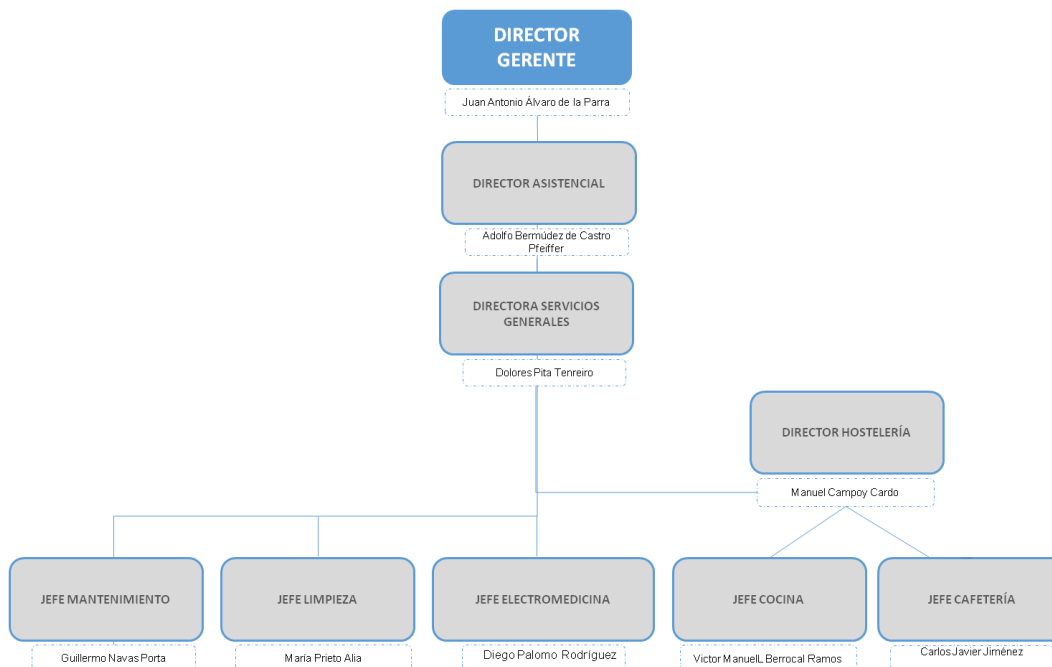 DIRECTOR
GERENTE
Juan Antonio Álvaro de la Parra
DIRECTOR ASISTENCIAL
Adolfo Bermúdez de Castro
Pfeiffer
DIRECTORA SERVICIOS
GENERALES
Dolores Pita Tenreiro
DIRECTOR HOSTELERÍA
Manuel Campoy Cardo
JEFE MANTENIMIENTO
JEFE LIMPIEZA
JEFE ELECTROMEDICINA
JEFE COCINA
JEFE CAFETERÍA
Guillermo Navas Porta
María Prieto Alia
Diego Palomo Rodríguez
Victor ManuelL Berrocal Ramos
Carlos Javier Jiménez